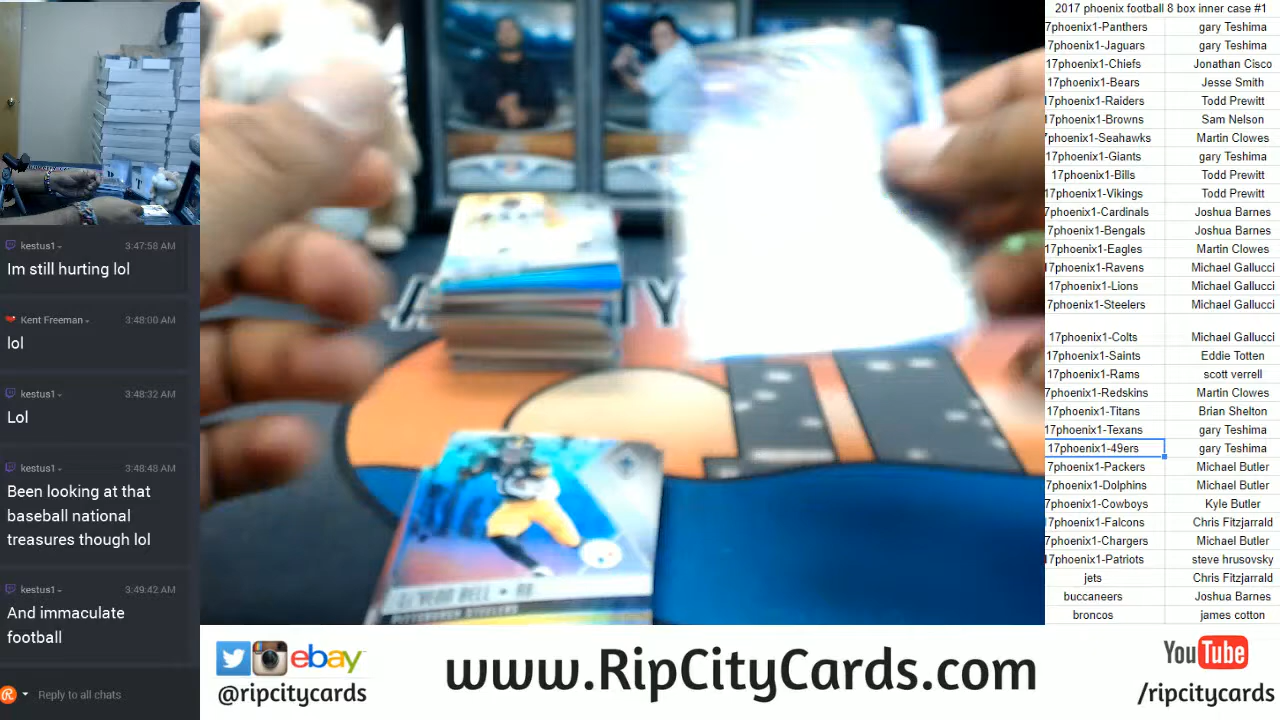 kestus1
3:47:58 AM
Im still hurting lol
Kent Freeman
3:48:00 AM
lol
kestus1
3:48:32 AM
Lol
kestus1
3:48:48 AM
Been looking at that
baseball national
treasures though lol
kestus1
3:49:42 AM
And immaculate
football
Reply to all chats
BELL • RB
PITTSBURGH STEELERS
2017 phoenix football 8 box inner case #1
7phoenix1-Panthers gary Teshima
7phoenix1-Jaguars gary Teshima
17phoenix1-Chiefs Jonathan Cisco
17phoenix1-Bears Jesse Smith
17phoenix1-Raiders Todd Prewitt
17phoenix1-Browns Sam Nelson
7phoenix1-Seahawks Martin Clowes
17phoenix1-Giants gary Teshima
17phoenix1-Bills Todd Prewitt
17phoenix1-Vikings Todd Prewitt
7phoenix1-Cardinals Joshua Barnes
7phoenix1-Bengals Joshua Barnes
17phoenix1-Eagles Martin Clowes
17phoenix1-Ravens Michael Gallucci
17phoenix1-Lions Michael Gallucci
7phoenix1-Steelers Michael Gallucci
17phoenix1-Colts Michael Gallucci
17phoenix1-Saints Eddie Totten
17phoenix1-Rams scott verrell
7phoenix1-Redskins Martin Clowes
17phoenix1-Titans Brian Shelton
17phoenix1-Texans gary Teshima
17phoenix1-49ers gary Teshima
7phoenix1-Packers Michael Butler
7phoenix1-Dolphins Michael Butler
7phoenix1-Cowboys Kyle Butler
17phoenix1-Falcons Chris Fitzjarrald
7phoenix1-Chargers Michael Butler
17phoenix1-Patriots steve hrusovsky
jets Chris Fitzjarrald
buccaneers Joshua Barnes
broncos james cotton
ebay
@ripcitycards
www.RipCityCards.com
YouTube
/ripcitycards